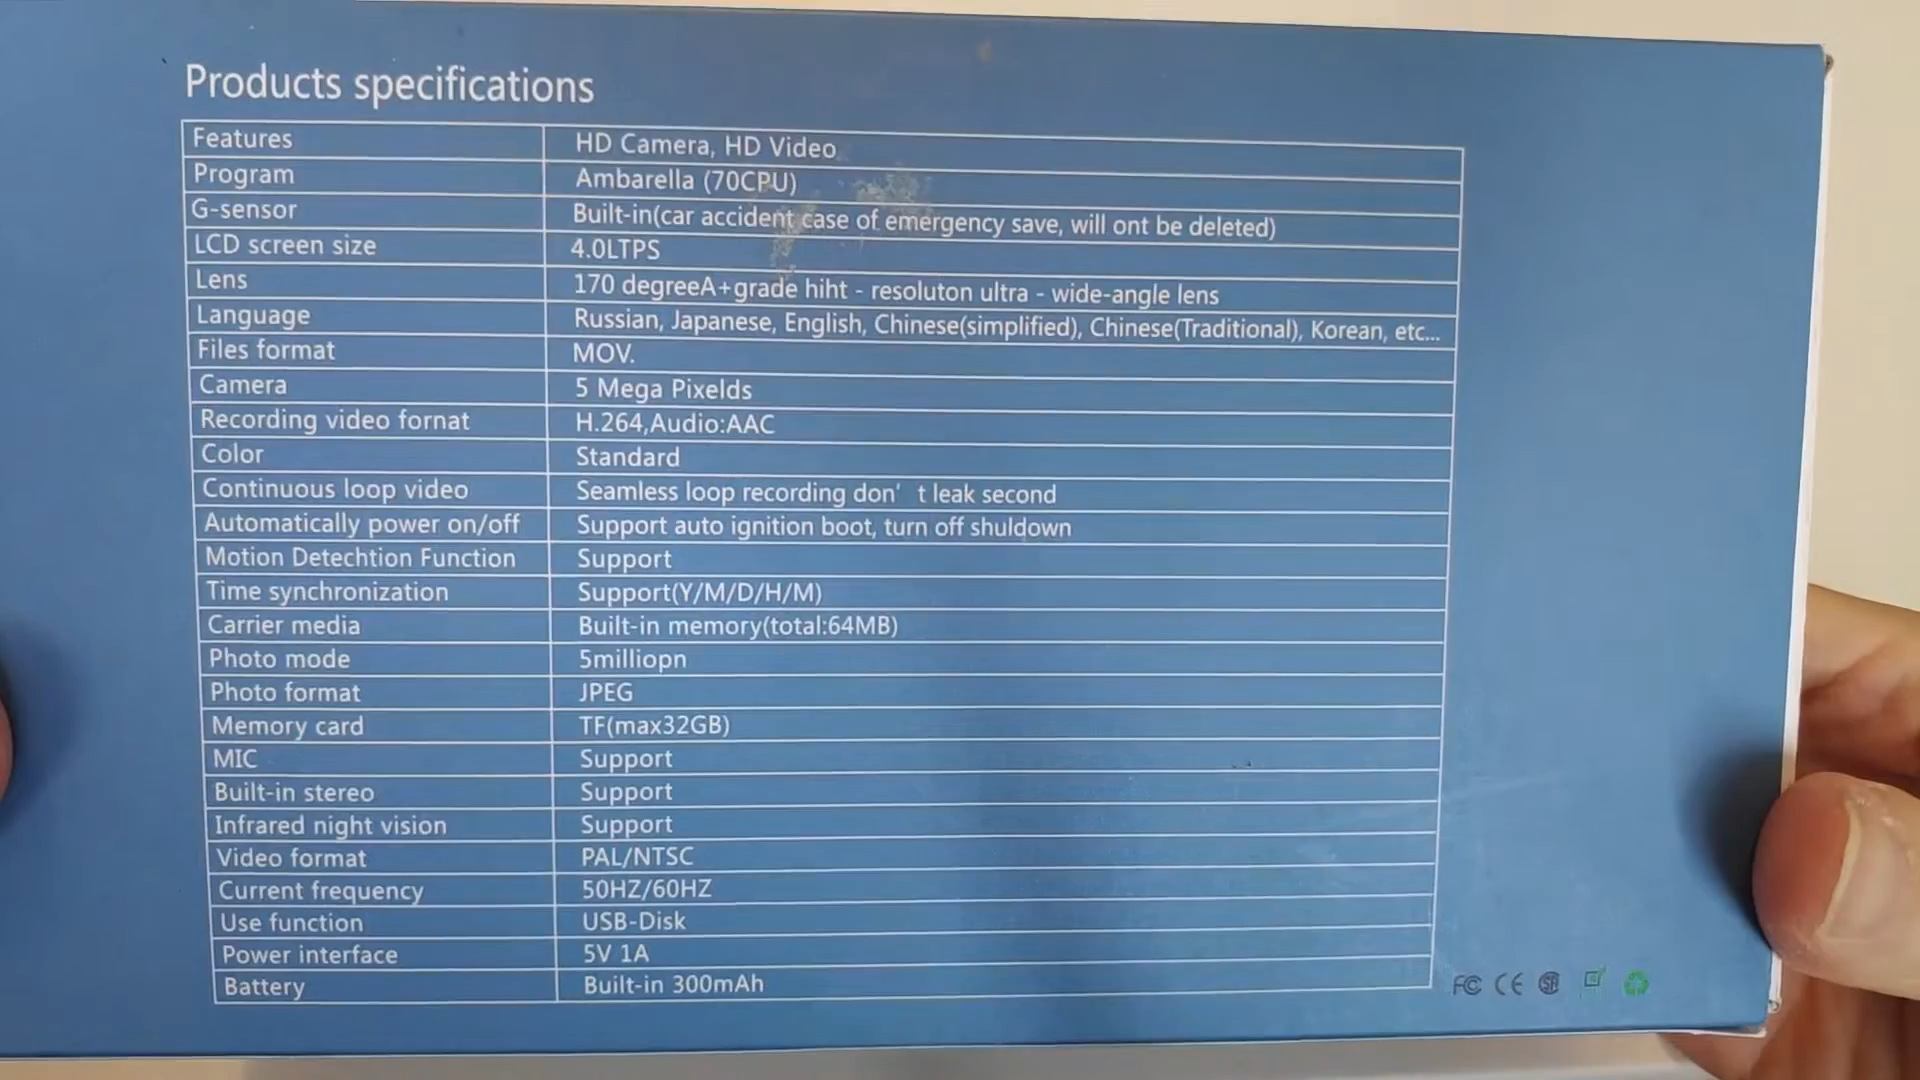 Products specifications
Features HD Camera, HD Video
Program Ambarella (70CPU)
G-sensor Built-in(car accident case of emergency save, will ont be deleted)
LCD screen size 4.0LTPS
Lens 170 degreeA+grade hiht - resoluton ultra - wide-angle lens
Language Russian, Japanese, English, Chinese(simplified), Chinese(Traditional), Korean, etc...
Files format MOV.
Camera 5 Mega Pixelds
Recording video fornat H.264,Audio:AAC
Color Standard
Continuous loop video Seamless loop recording don' t leak second
Automatically power on/off Support auto ignition boot, turn off shuldown
Motion Detechtion Function Support
Time synchronization Support(Y/M/D/H/M)
Carrier media Built-in memory(total:64MB)
Photo mode 5milliopn
Photo format JPEG
Memory card TF(max32GB)
MIC Support
Built-in stereo Support
Infrared night vision Support
Video format PAL/NTSC
Current frequency 50HZ/60HZ
Use function USB-Disk
Power interface 5V 1A
Battery Built-in 300mAh
FC CE